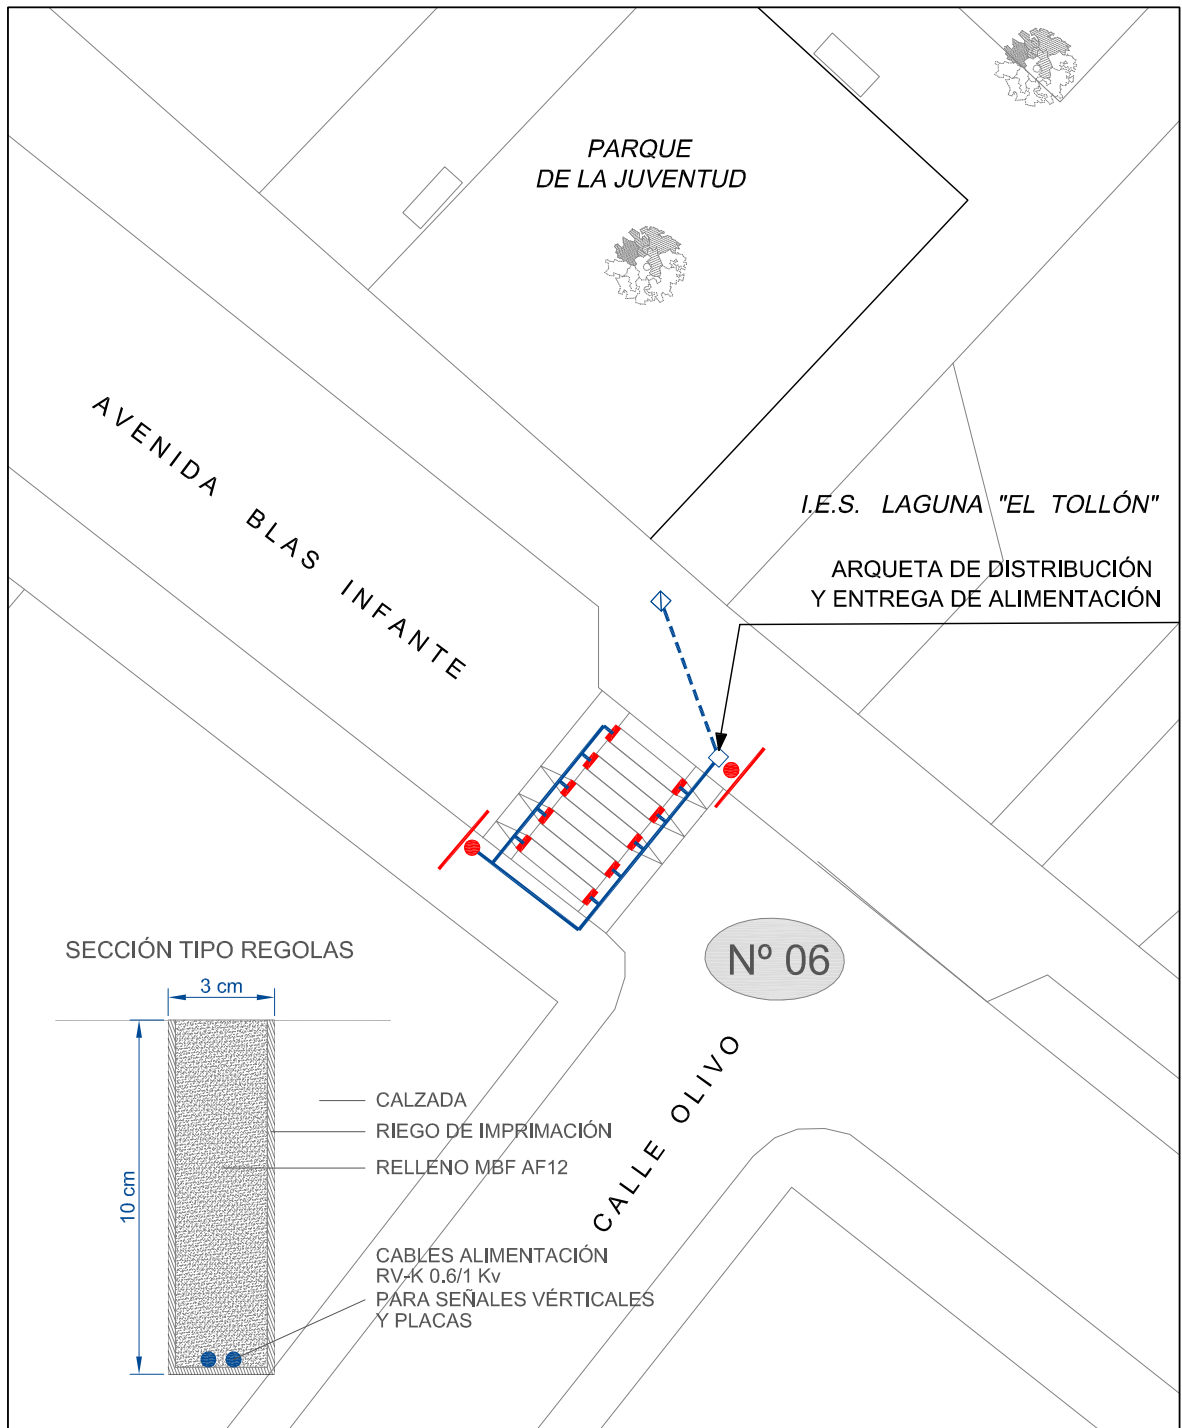 PARQUE
DE LA JUVENTUD
AVENIDA BLAS INFANTE
I.E.S. LAGUNA "EL TOLLÓN"
ARQUETA DE DISTRIBUCIÓN
Y ENTREGA DE ALIMENTACIÓN
Nº 06
CALLE OLIVO
SECCIÓN TIPO REGOLAS
3 cm
10 cm
CALZADA
RIEGO DE IMPRIMACIÓN
RELLENO MBF AF12
CABLES ALIMENTACIÓN
RV-K 0.6/1 Kv
PARA SEÑALES VÉRTICALES
Y PLACAS